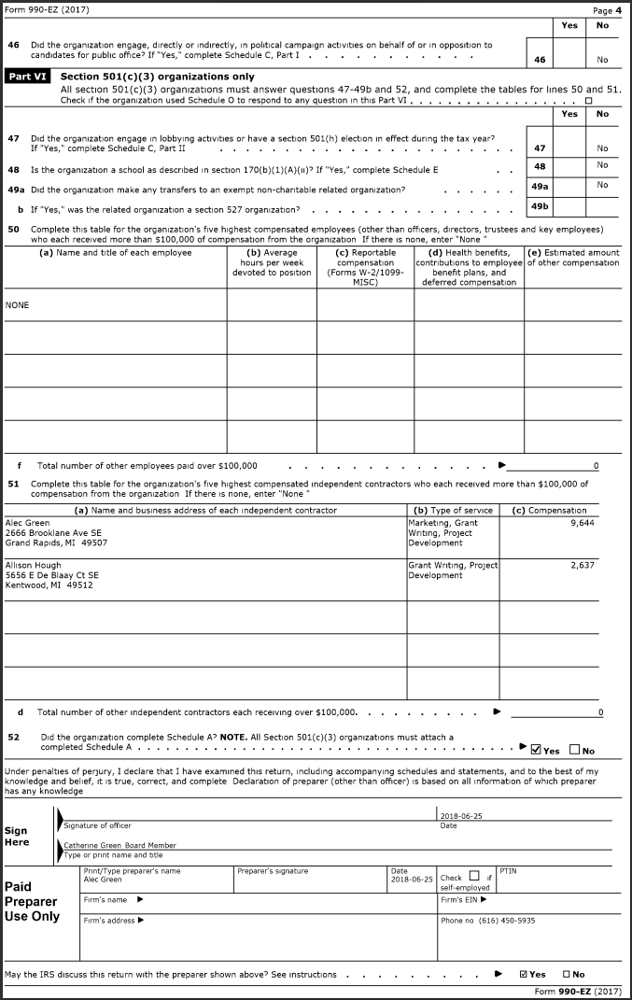 Form 990-EZ (2017) Page 4
Yes No
46 Did the organization engage, directly or indirectly, in political campaign activities on behalf of or in opposition to
candidates for public office? If "Yes," complete Schedule C, Part I . . . . . . . . . . 46 No
Part VI Section 501(c)(3) organizations only
All section 501(c)(3) organizations must answer questions 47-49b and 52, and complete the tables for lines 50 and 51.
Check if the organization used Schedule O to respond to any question in this Part VI . . . . . . . . . . . . . ☐
Yes No
47 Did the organization engage in lobbying activities or have a section 501(h) election in effect during the tax year?
If "Yes," complete Schedule C, Part II . . . . . . . . . . . . . . . . . 47 No
48 Is the organization a school as described in section 170(b)(1)(A)(ii)? If "Yes," complete Schedule E . . 48 No
49a Did the organization make any transfers to an exempt non-charitable related organization? . . . . . . 49a No
b If "Yes," was the related organization a section 527 organization? . . . . . . . . . . . . 49b
50 Complete this table for the organization's five highest compensated employees (other than officers, directors, trustees and key employees)
who each received more than $100,000 of compensation from the organization If there is none, enter "None "
(a) Name and title of each employee (b) Average (c) Reportable (d) Health benefits, (e) Estimated amount
hours per week compensation contributions to employee of other compensation
devoted to position (Forms W-2/1099- benefit plans, and
MISC) deferred compensation
NONE
f Total number of other employees paid over $100,000 . . . . . . . . . . . . . ▶ 0
51 Complete this table for the organization's five highest compensated independent contractors who each received more than $100,000 of
compensation from the organization If there is none, enter "None "
(a) Name and business address of each independent contractor (b) Type of service (c) Compensation
Alec Green Marketing, Grant 9,644
2666 Brooklane Ave SE Writing, Project
Grand Rapids, MI 49507 Development
Allison Hough Grant Writing, Project 2,637
5656 E De Blaay Ct SE Development
Kentwood, MI 49512
d Total number of other independent contractors each receiving over $100,000. . . . . . . . . . ▶ 0
52 Did the organization complete Schedule A? NOTE. All Section 501(c)(3) organizations must attach a
completed Schedule A . . . . . . . . . . . . . . . . . . . . . . . . . . . . . . . . . . . . . . . ▶ ☑ Yes ☐ No
Under penalties of perjury, I declare that I have examined this return, including accompanying schedules and statements, and to the best of my
knowledge and belief, it is true, correct, and complete Declaration of preparer (other than officer) is based on all information of which preparer
has any knowledge
Sign Here
2018-06-25
Signature of officer Date
Catherine Green Board Member
Type or print name and title
Paid Preparer Use Only
Print/Type preparer's name Preparer's signature Date Check ☐ if PTIN
Alec Green 2018-06-25 self-employed
Firm's name ▶ Firm's EIN ▶
Firm's address ▶ Phone no (616) 450-5935
May the IRS discuss this return with the preparer shown above? See instructions . . . . . . . . . ▶ ☑ Yes ☐ No
Form 990-EZ (2017)